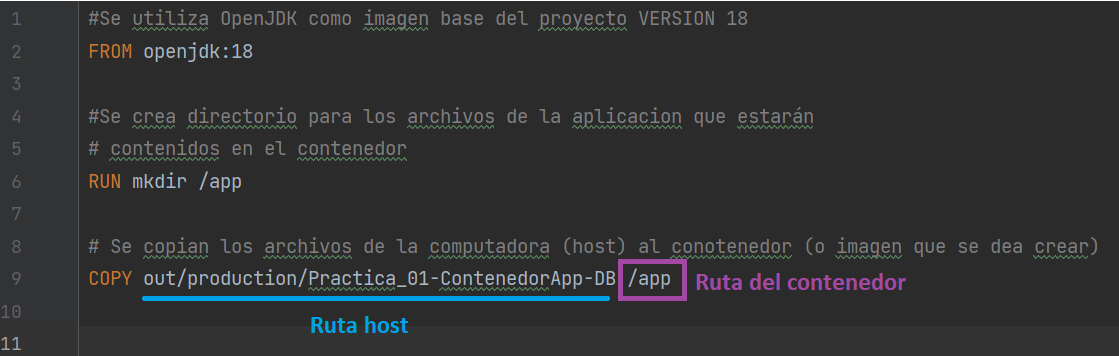 1 #Se utiliza OpenJDK como imagen base del proyecto VERSION 18
2 FROM openjdk:18
3
4 #Se crea directorio para los archivos de la aplicacion que estarán
5 # contenidos en el contenedor
6 RUN mkdir /app
7
8 # Se copian los archivos de la computadora (host) al conotenedor (o imagen que se dea crear)
9 COPY out/production/Practica_01-ContenedorApp-DB /app Ruta del contenedor
10 Ruta host
11